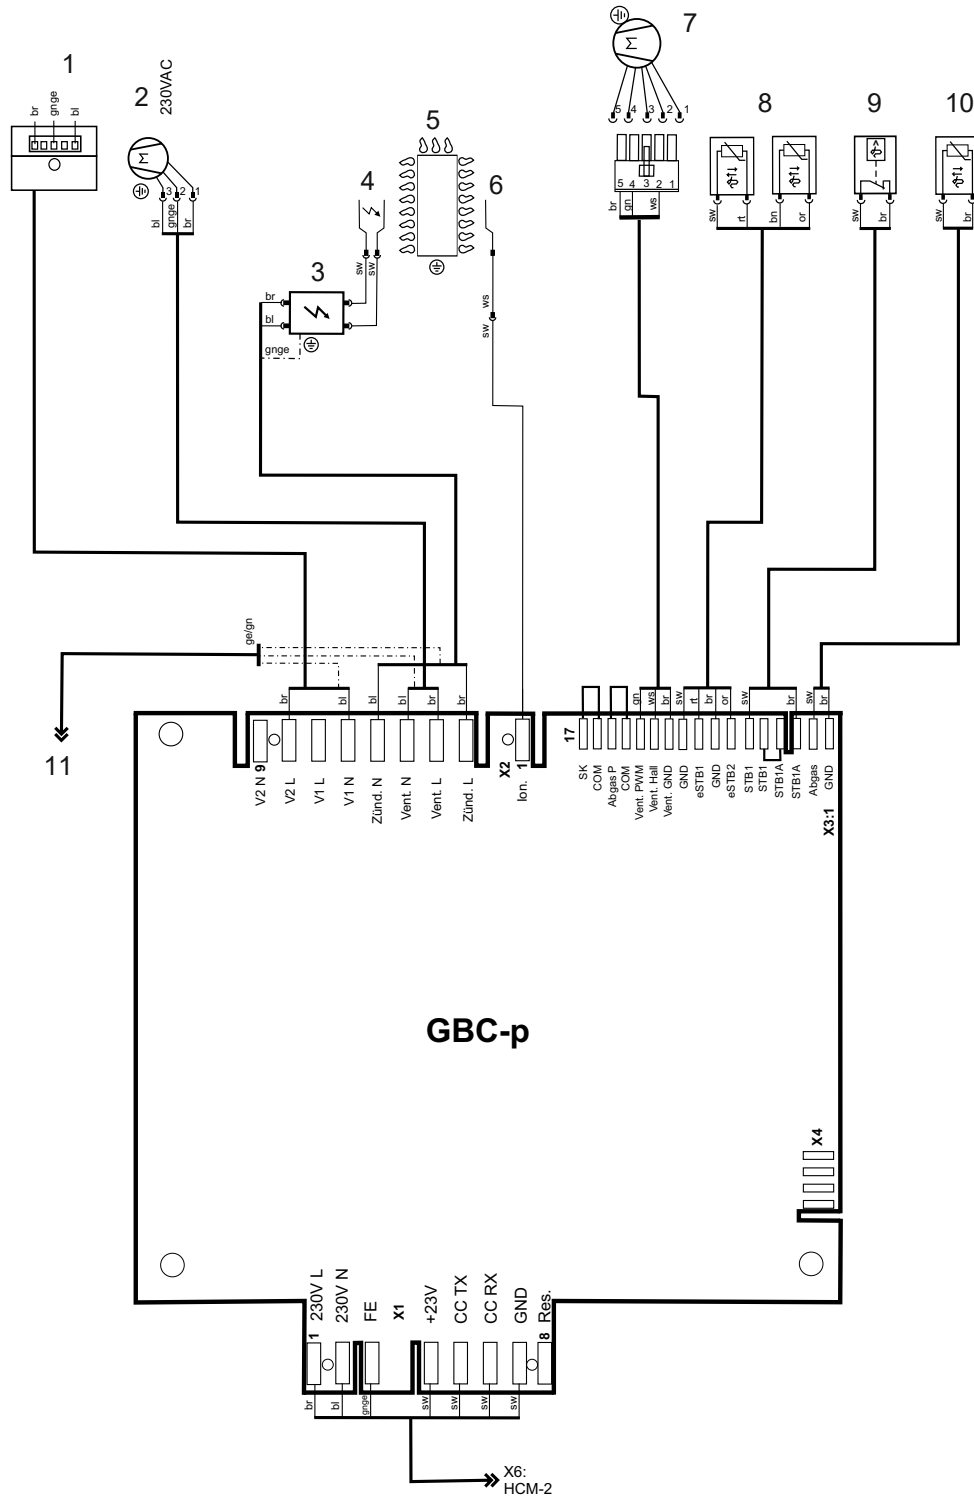 1
2
230VAC
3
4
5
6
7
8
9
10
br
gnge
bl
3
2
1
bl
gnge
br
br
bl
gnge
sw
sw
ws
sw
5
4
3
2
1
5 4 3 2 1
br
gn
ws
sw
rt
bn
or
sw
br
sw
br
ge/gn
11
br
bl
bl
bl
br
br
gn
ws
br
sw
rt
br
or
sw
br
sw
br
V2 N 9
V2 L
V1 L
V1 N
Zünd. N
Vent. N
Vent. L
Zünd. L
X2
Ion. 1
17
SK
COM
Abgas P
COM
Vent. PWM
Vent. Hall
Vent. GND
GND
eSTB1
GND
eSTB2
STB1
STB1
STB1A
STB1A
Abgas
GND
X3:1
GBC-p
X4
1
230V L
230V N
FE
X1
+23V
CC TX
CC RX
GND
8 Res.
br
bl
gnge
sw
sw
sw
sw
X6:
HCM-2